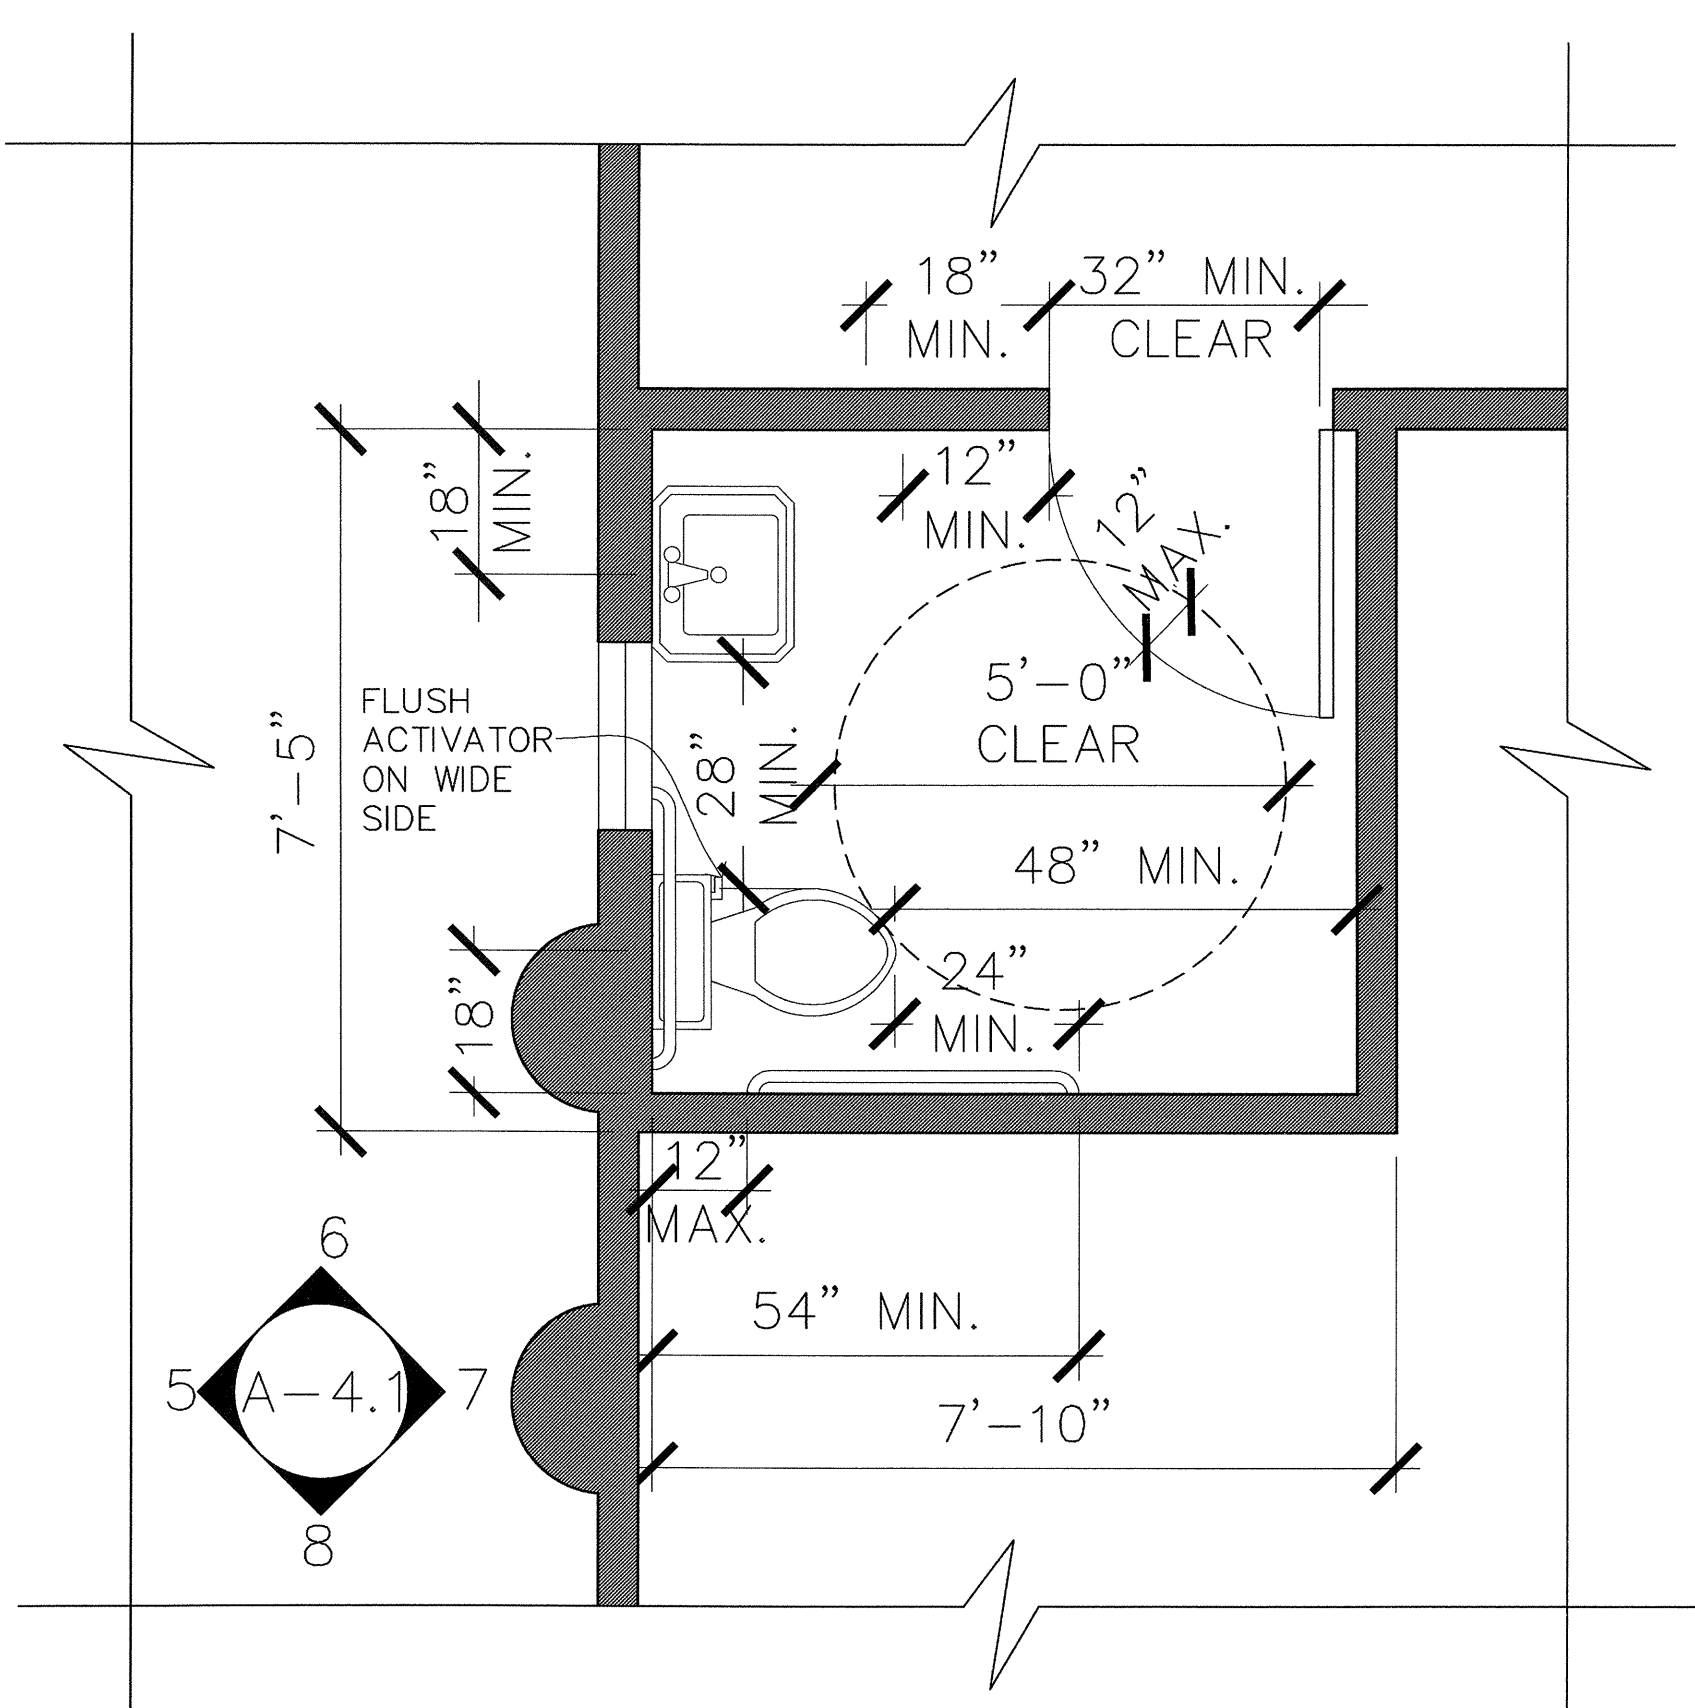 18” 32” MIN.
MIN. CLEAR
12”
MIN.
12”
MAX.
18”
MIN.
5’-0”
CLEAR
FLUSH
ACTIVATOR
ON WIDE
SIDE
7’-5”
28”
MIN.
48” MIN.
24”
MIN.
18”
12”
MAX.
54” MIN.
7’-10”
6
5 A-4.1 7
8